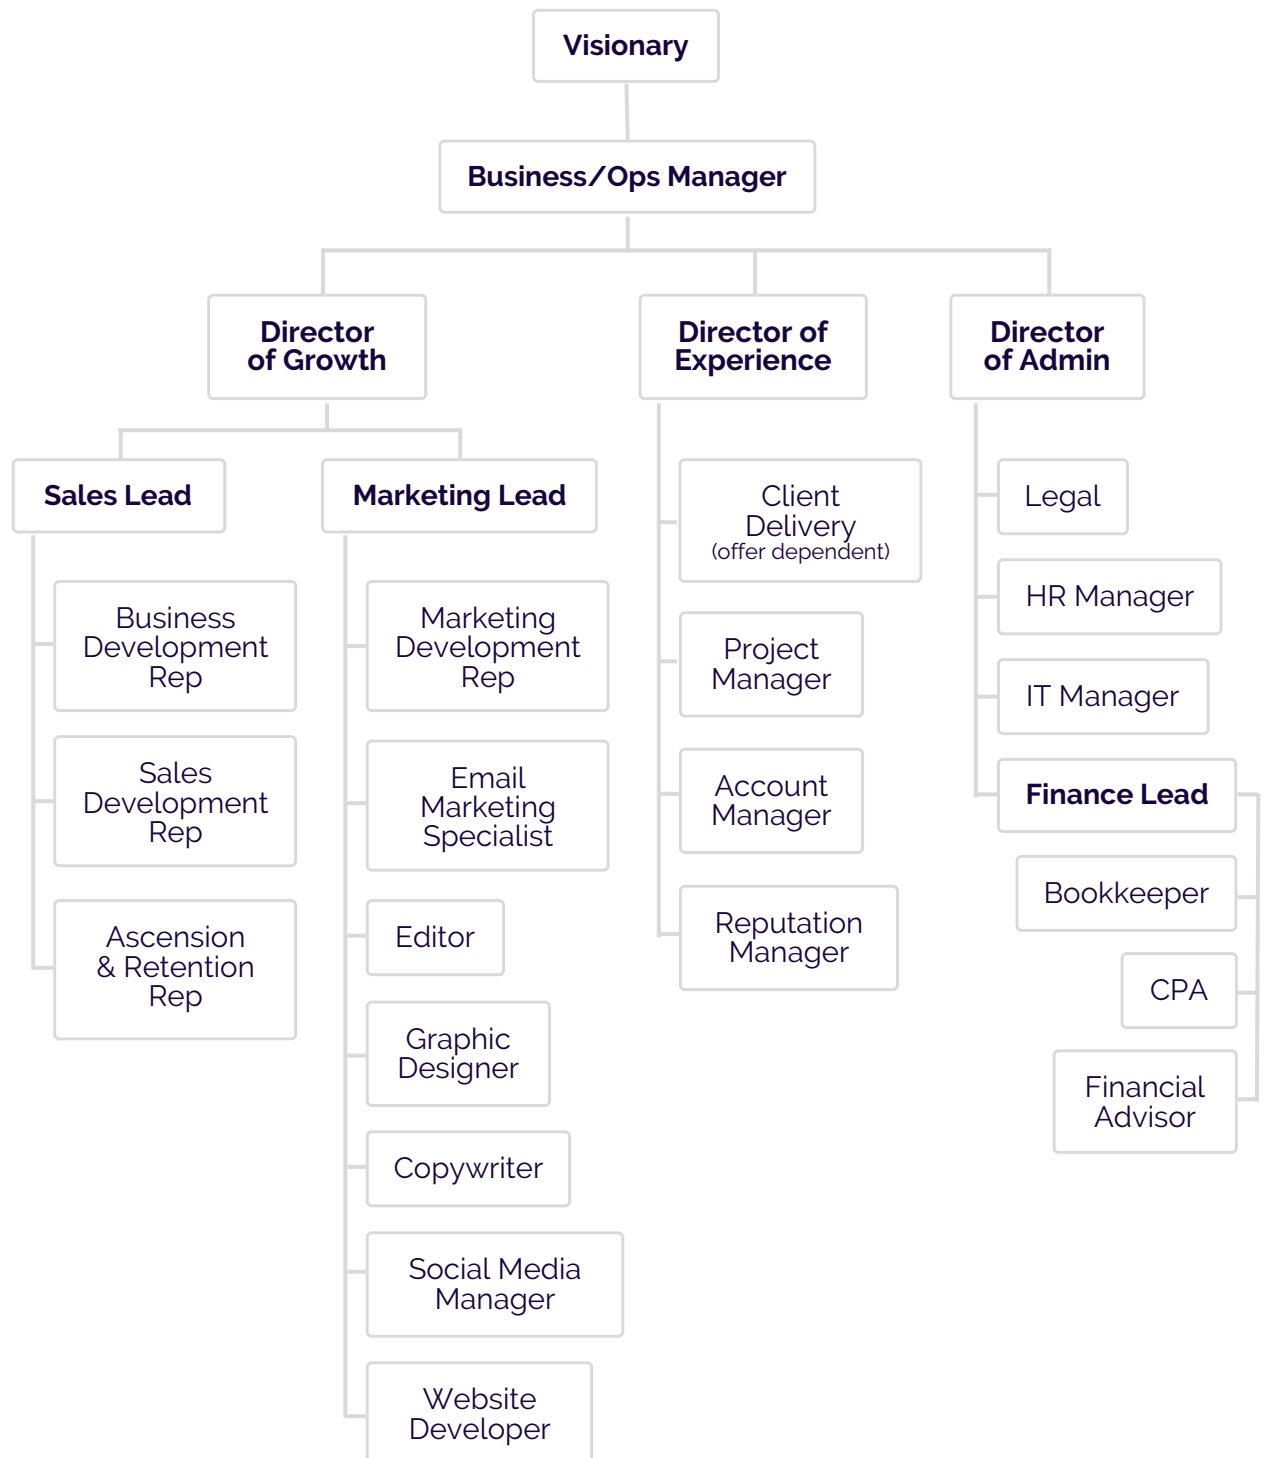 Visionary
Business/Ops Manager
Director
of Growth
Director of
Experience
Director
of Admin
Sales Lead
Business
Development
Rep
Sales
Development
Rep
Ascension
& Retention
Rep
Marketing Lead
Marketing
Development
Rep
Email
Marketing
Specialist
Editor
Graphic
Designer
Copywriter
Social Media
Manager
Website
Developer
Client
Delivery
(offer dependent)
Project
Manager
Account
Manager
Reputation
Manager
Legal
HR Manager
IT Manager
Finance Lead
Bookkeeper
CPA
Financial
Advisor